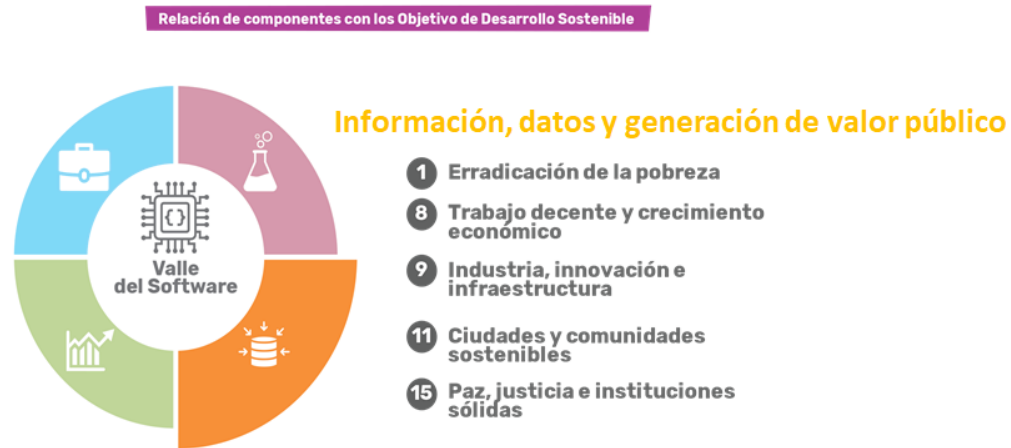 Relación de componentes con los Objetivo de Desarrollo Sostenible
Información, datos y generación de valor público
1 Erradicación de la pobreza
8 Trabajo decente y crecimiento
económico
9 Industria, innovación e
infraestructura
11 Ciudades y comunidades
sostenibles
15 Paz, justicia e instituciones
sólidas
{}
Valle
del Software